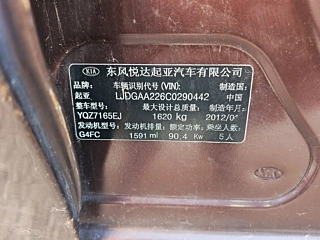 KIA 东风悦达起亚汽车有限公司
品牌: 车辆识别代号(VIN): 制造国:
起亚 LJDGAA226C0290442 中国
整车型号: 最大设计总质量: 制造年月:
YQZ7165EJ 1620 kg 2012/0
发动机型号: 发动机排量: 额定功率: 乘坐人数:
G4FC 1591 ml 90.4 Kw 5人
KIA